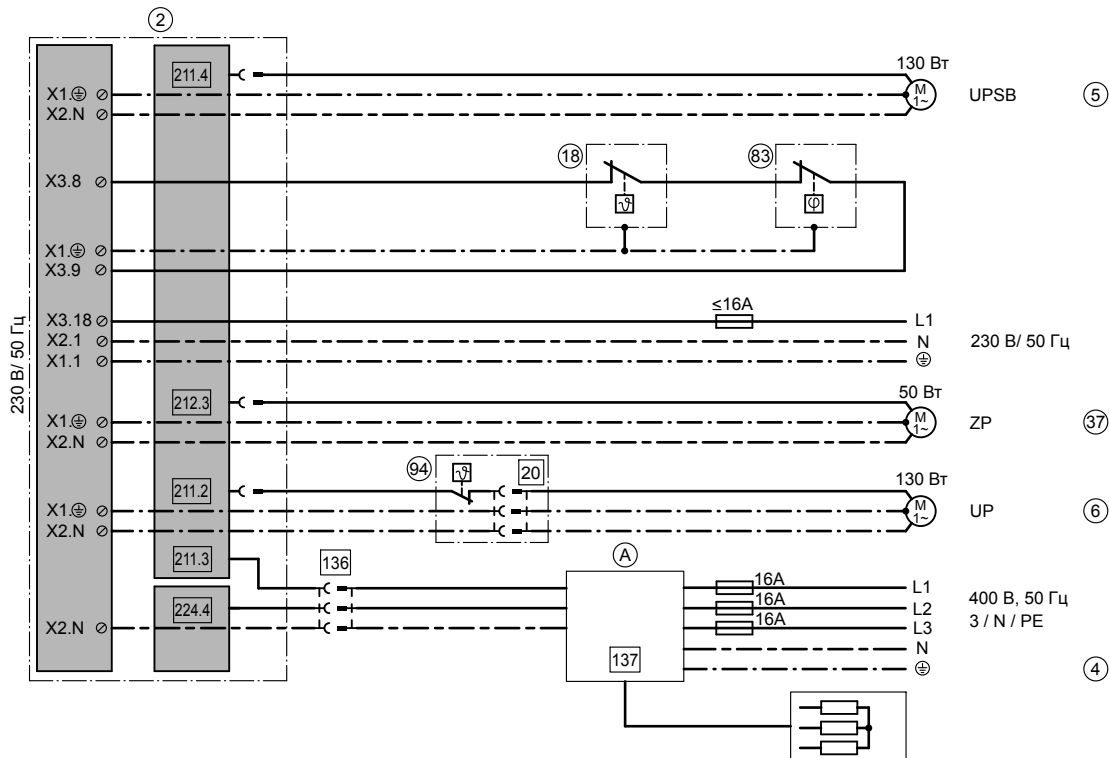 2
211.4
130 Вт
X1.
M
1~
UPSB
5
X2.N
18
83
X3.8
ϑ
φ
X1.
X3.9
≤16A
X3.18
L1
X2.1
N
230 В/ 50 Гц
X1.1
230 В/ 50 Гц
212.3
50 Вт
X1.
M
1~
ZP
37
X2.N
94
ϑ
20
211.2
130 Вт
X1.
M
1~
UP
6
X2.N
211.3
136
A
16A
L1
400 В, 50 Гц
224.4
16A
L2
3 / N / PE
X2.N
16A
L3
N
137
4